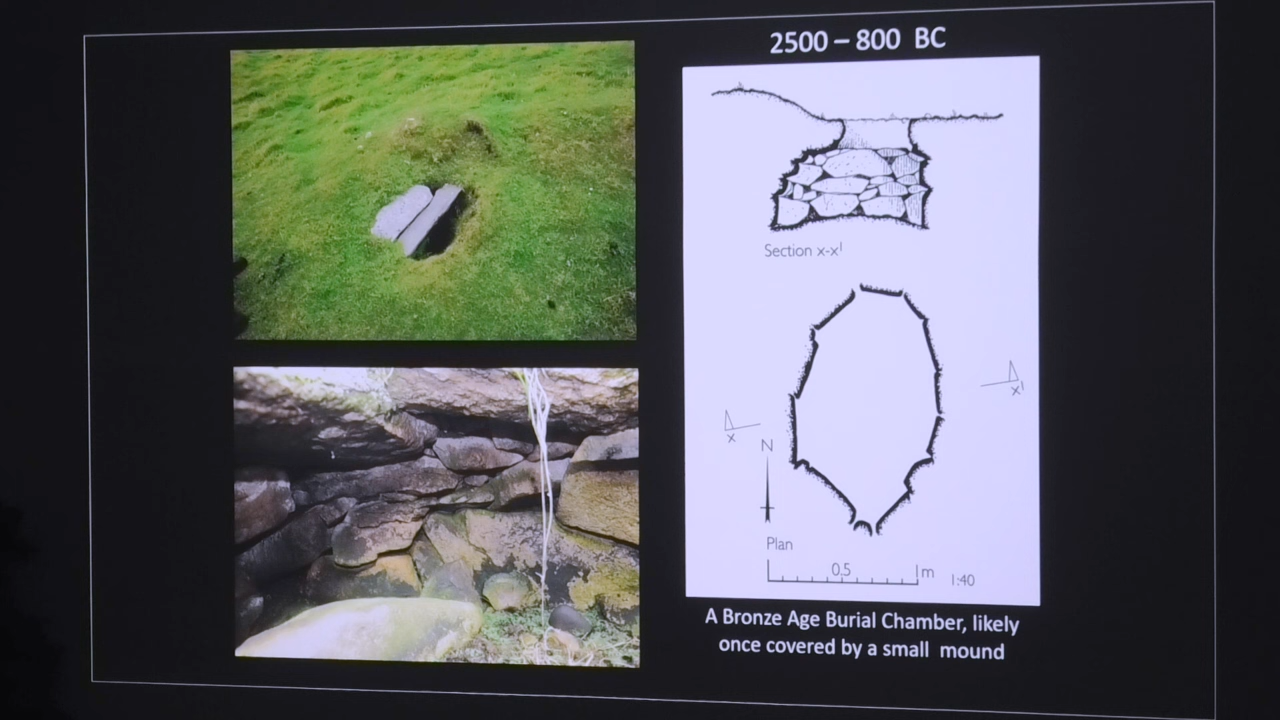 2500 – 800 BC
Section x-x¹
x¹
x
N
Plan
0.5
1m
1:40
A Bronze Age Burial Chamber, likely
once covered by a small mound